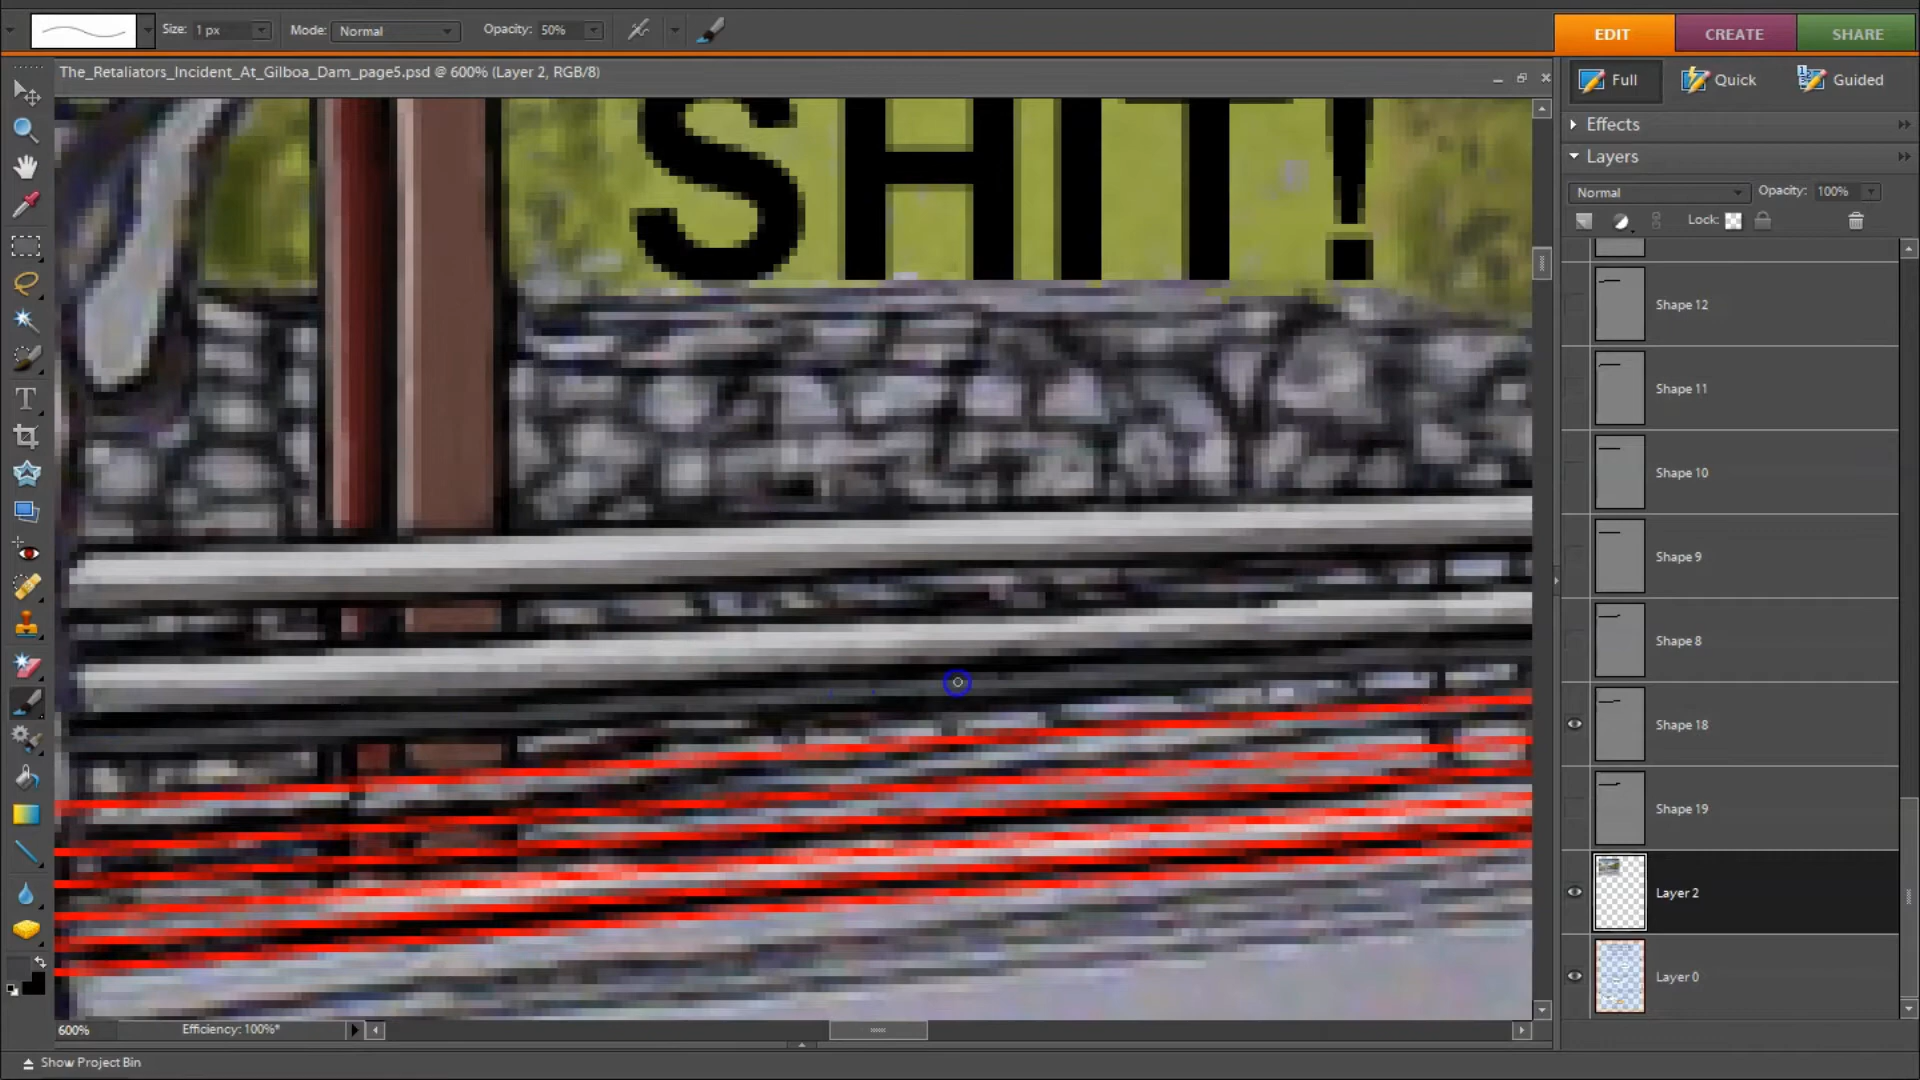 Size: 1 px Mode: Normal Opacity: 50%
EDIT CREATE SHARE
The_Retaliators_Incident_At_Gilboa_Dam_page5.psd @ 600% (Layer 2, RGB/8)
Full Quick Guided
Effects
Layers
Normal Opacity: 100%
Lock:
SHIT!
Shape 12
Shape 11
Shape 10
Shape 9
Shape 8
Shape 18
Shape 19
Layer 2
Layer 0
600% Efficiency: 100%*
Show Project Bin